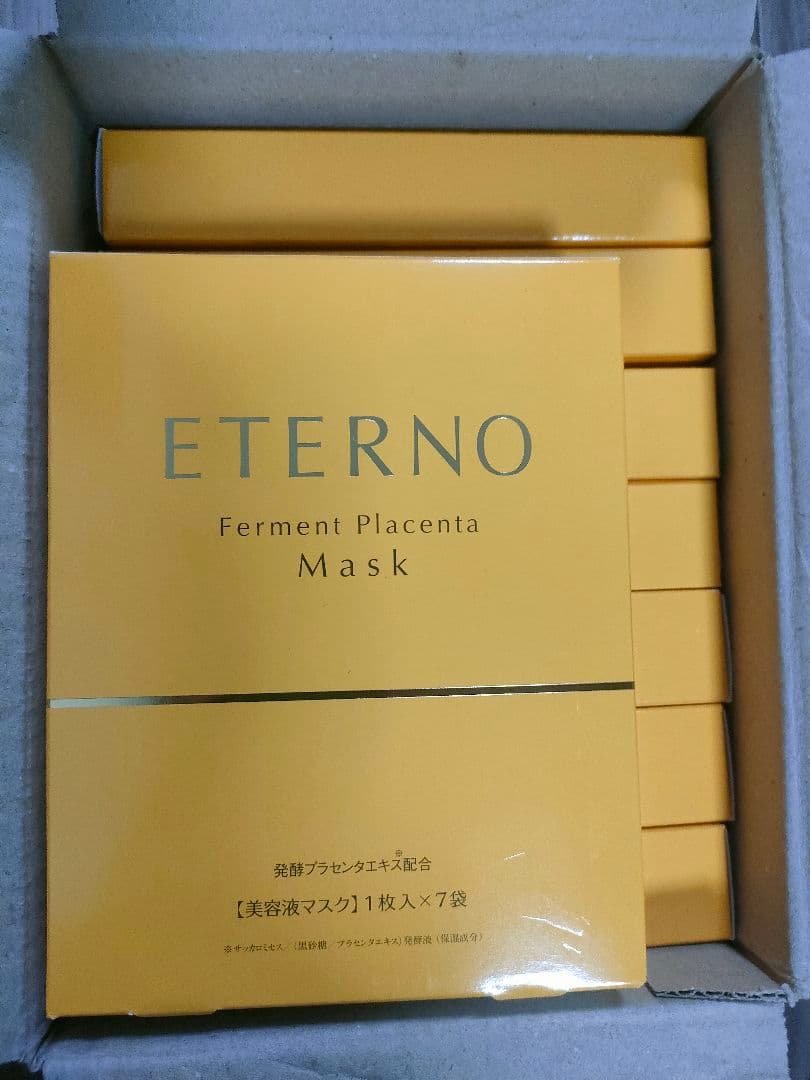 ETERNO
Ferment Placenta
Mask
発酵プラセンタエキス※配合
【美容液マスク】1枚入×7袋
※サッカロミセス/(黒砂糖/プラセンタエキス)発酵液(保湿成分)